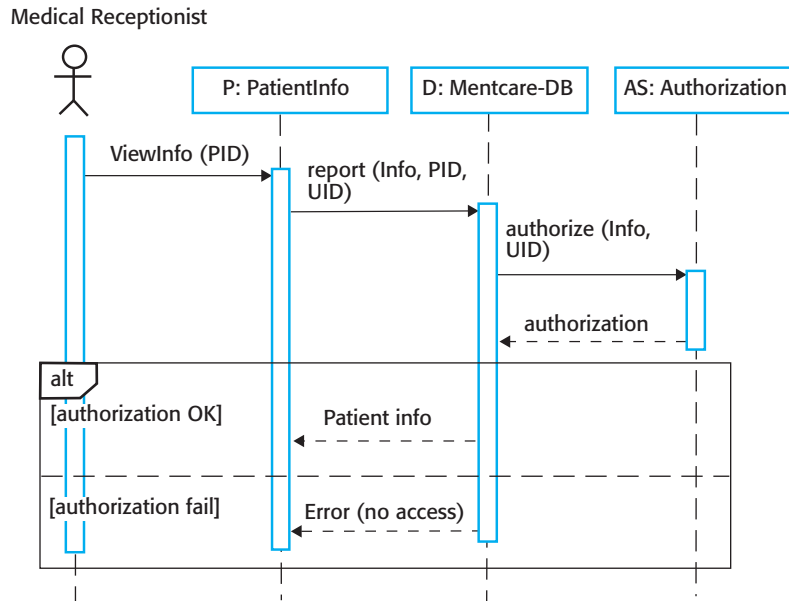 Medical Receptionist
P: PatientInfo
D: Mentcare-DB
AS: Authorization
ViewInfo (PID)
report (Info, PID,
UID)
authorize (Info,
UID)
authorization
alt
[authorization OK]
Patient info
[authorization fail]
Error (no access)